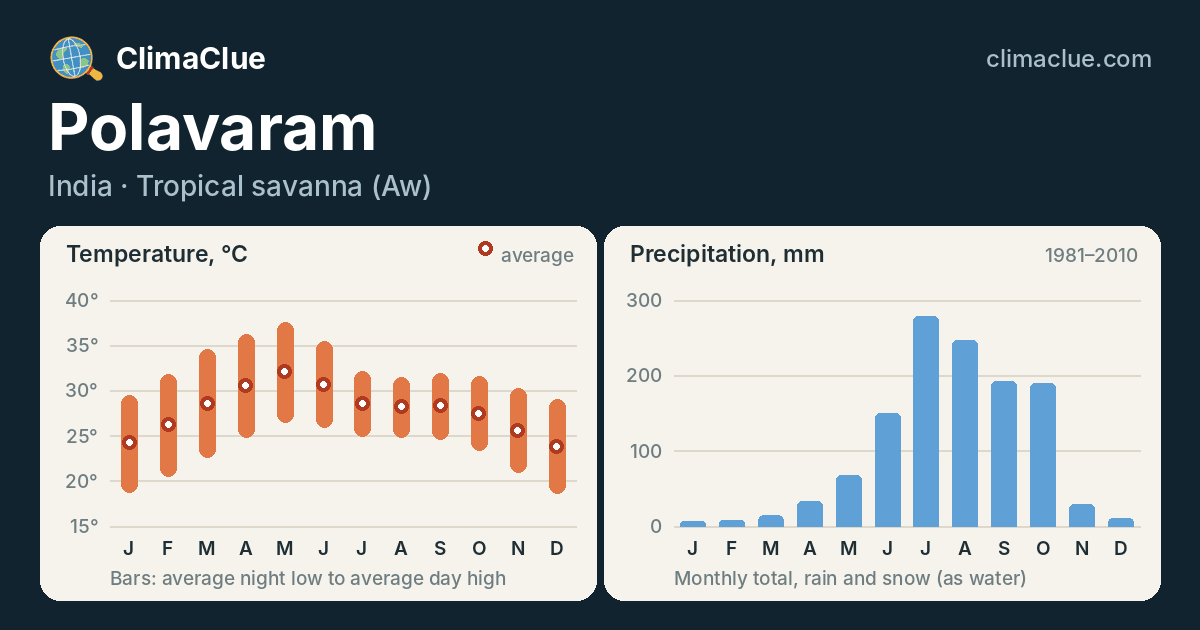 ClimaClue
climaclue.com
Polavaram
India · Tropical savanna (Aw)
Temperature, °C
average
40°
35°
30°
25°
20°
15°
J F M A M J J A S O N D
Bars: average night low to average day high
Precipitation, mm
1981–2010
300
200
100
0
J F M A M J J A S O N D
Monthly total, rain and snow (as water)